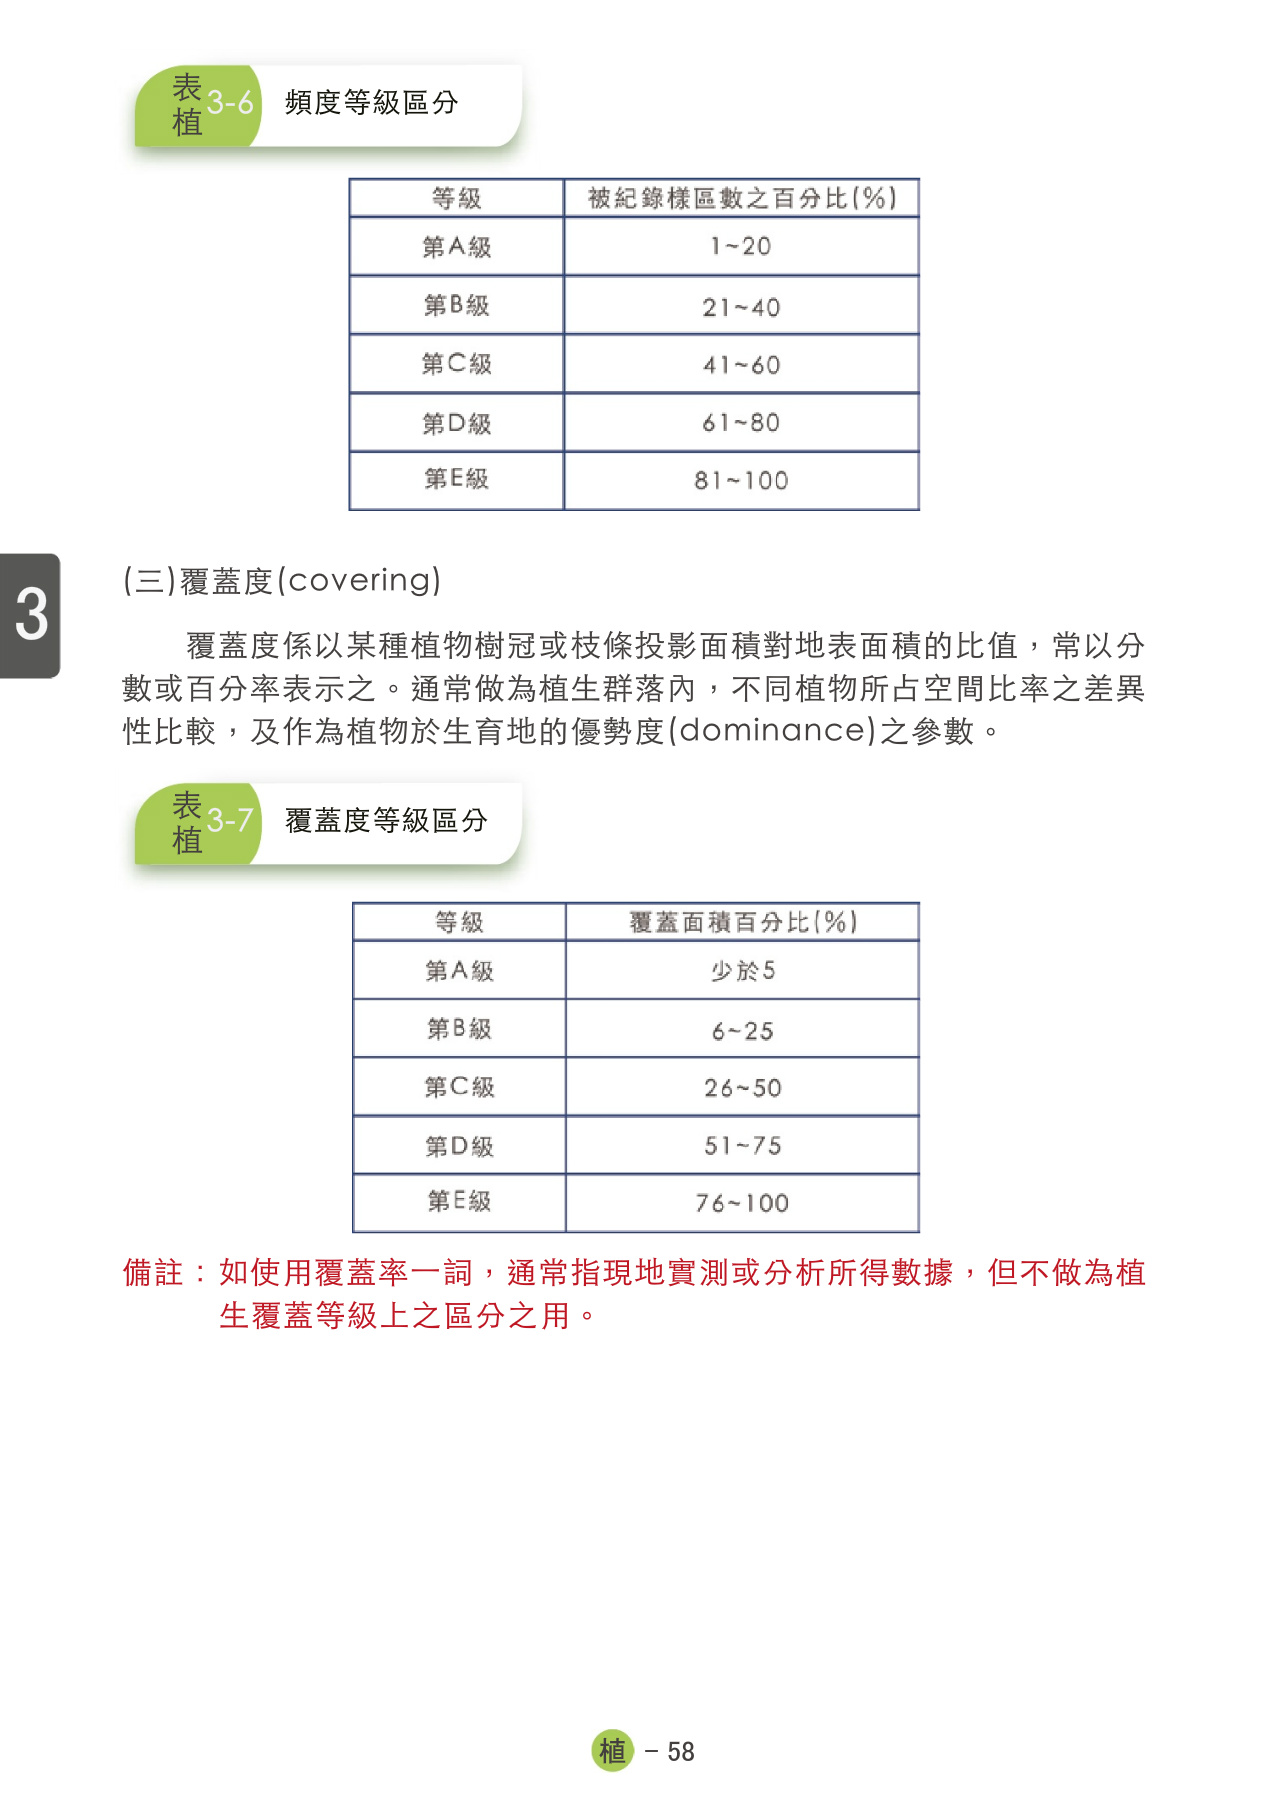 表植3-6 頻度等級區分
等級 被紀錄樣區數之百分比(%)
第A級 1~20
第B級 21~40
第C級 41~60
第D級 61~80
第E級 81~100
3
(三)覆蓋度(covering)
覆蓋度係以某種植物樹冠或枝條投影面積對地表面積的比值，常以分
數或百分率表示之。通常做為植生群落內，不同植物所占空間比率之差異
性比較，及作為植物於生育地的優勢度(dominance)之參數。
表植3-7 覆蓋度等級區分
等級 覆蓋面積百分比(%)
第A級 少於5
第B級 6~25
第C級 26~50
第D級 51~75
第E級 76~100
備註：如使用覆蓋率一詞，通常指現地實測或分析所得數據，但不做為植
生覆蓋等級上之區分之用。
植 - 58